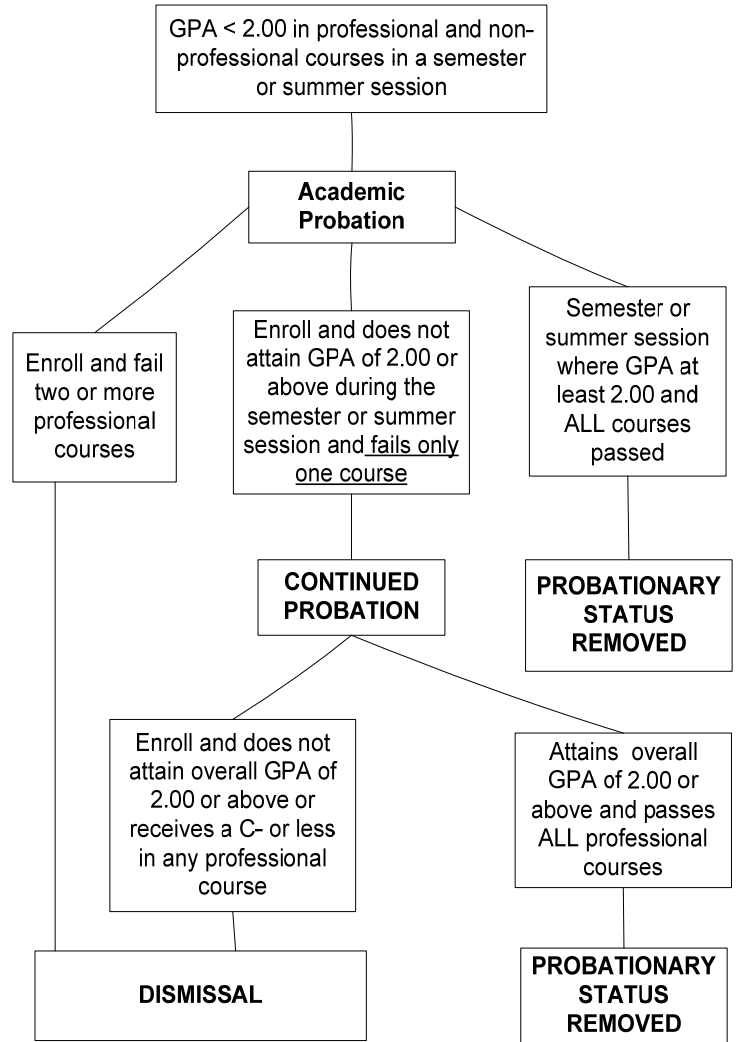 GPA < 2.00 in professional and non-
professional courses in a semester
or summer session
Academic
Probation
Enroll and fail
two or more
professional
courses
Enroll and does not
attain GPA of 2.00 or
above during the
semester or summer
session and fails only
one course
Semester or
summer session
where GPA at
least 2.00 and
ALL courses
passed
CONTINUED
PROBATION
PROBATIONARY
STATUS
REMOVED
Enroll and does not
attain overall GPA of
2.00 or above or
receives a C- or less
in any professional
course
Attains overall
GPA of 2.00 or
above and passes
ALL professional
courses
DISMISSAL
PROBATIONARY
STATUS
REMOVED